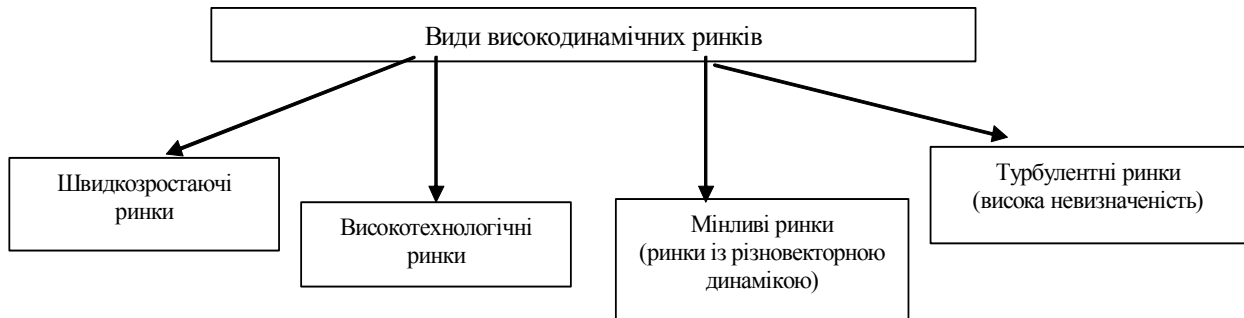 Види високодинамічних ринків
Швидкозростаючі
ринки
Високотехнологічні
ринки
Мінливі ринки
(ринки із різновекторною
динамікою)
Турбулентні ринки
(висока невизначеність)